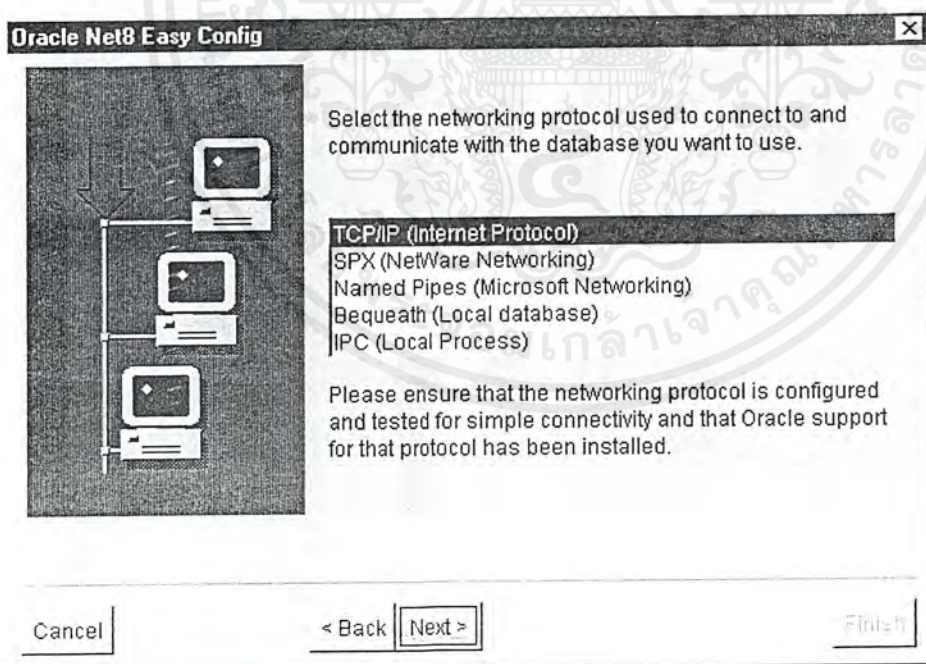 Oracle Net8 Easy Config
Select the networking protocol used to connect to and
communicate with the database you want to use.
TCP/IP (Internet Protocol)
SPX (NetWare Networking)
Named Pipes (Microsoft Networking)
Bequeath (Local database)
IPC (Local Process)
Please ensure that the networking protocol is configured
and tested for simple connectivity and that Oracle support
for that protocol has been installed.
Cancel
< Back
Next >
Finish